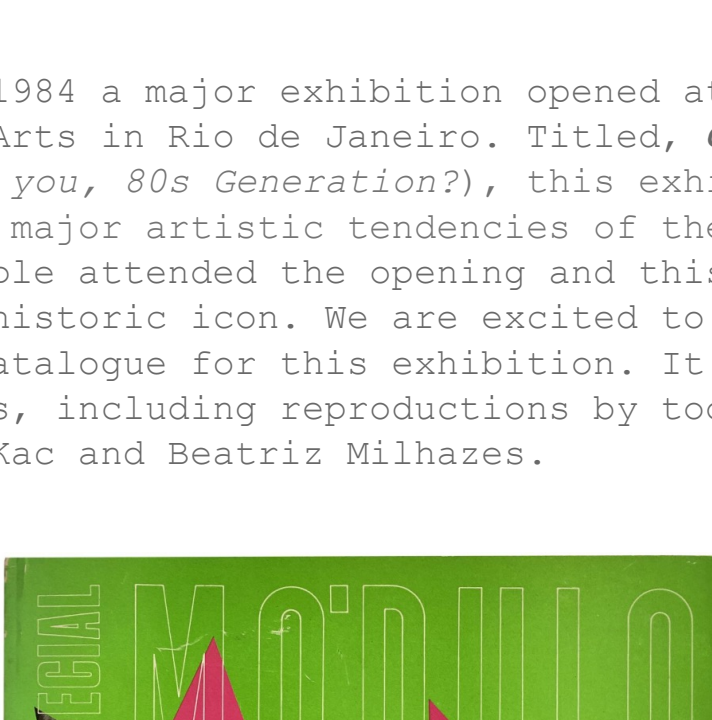 1984 a major exhibition opened at
Arts in Rio de Janeiro. Titled,
you, 80s Generation?), this exhi
major artistic tendencies of the
ple attended the opening and this
historic icon. We are excited to
atalogue for this exhibition. It
s, including reproductions by tod
Kac and Beatriz Milhazes.
ECIAL
MÓDULO